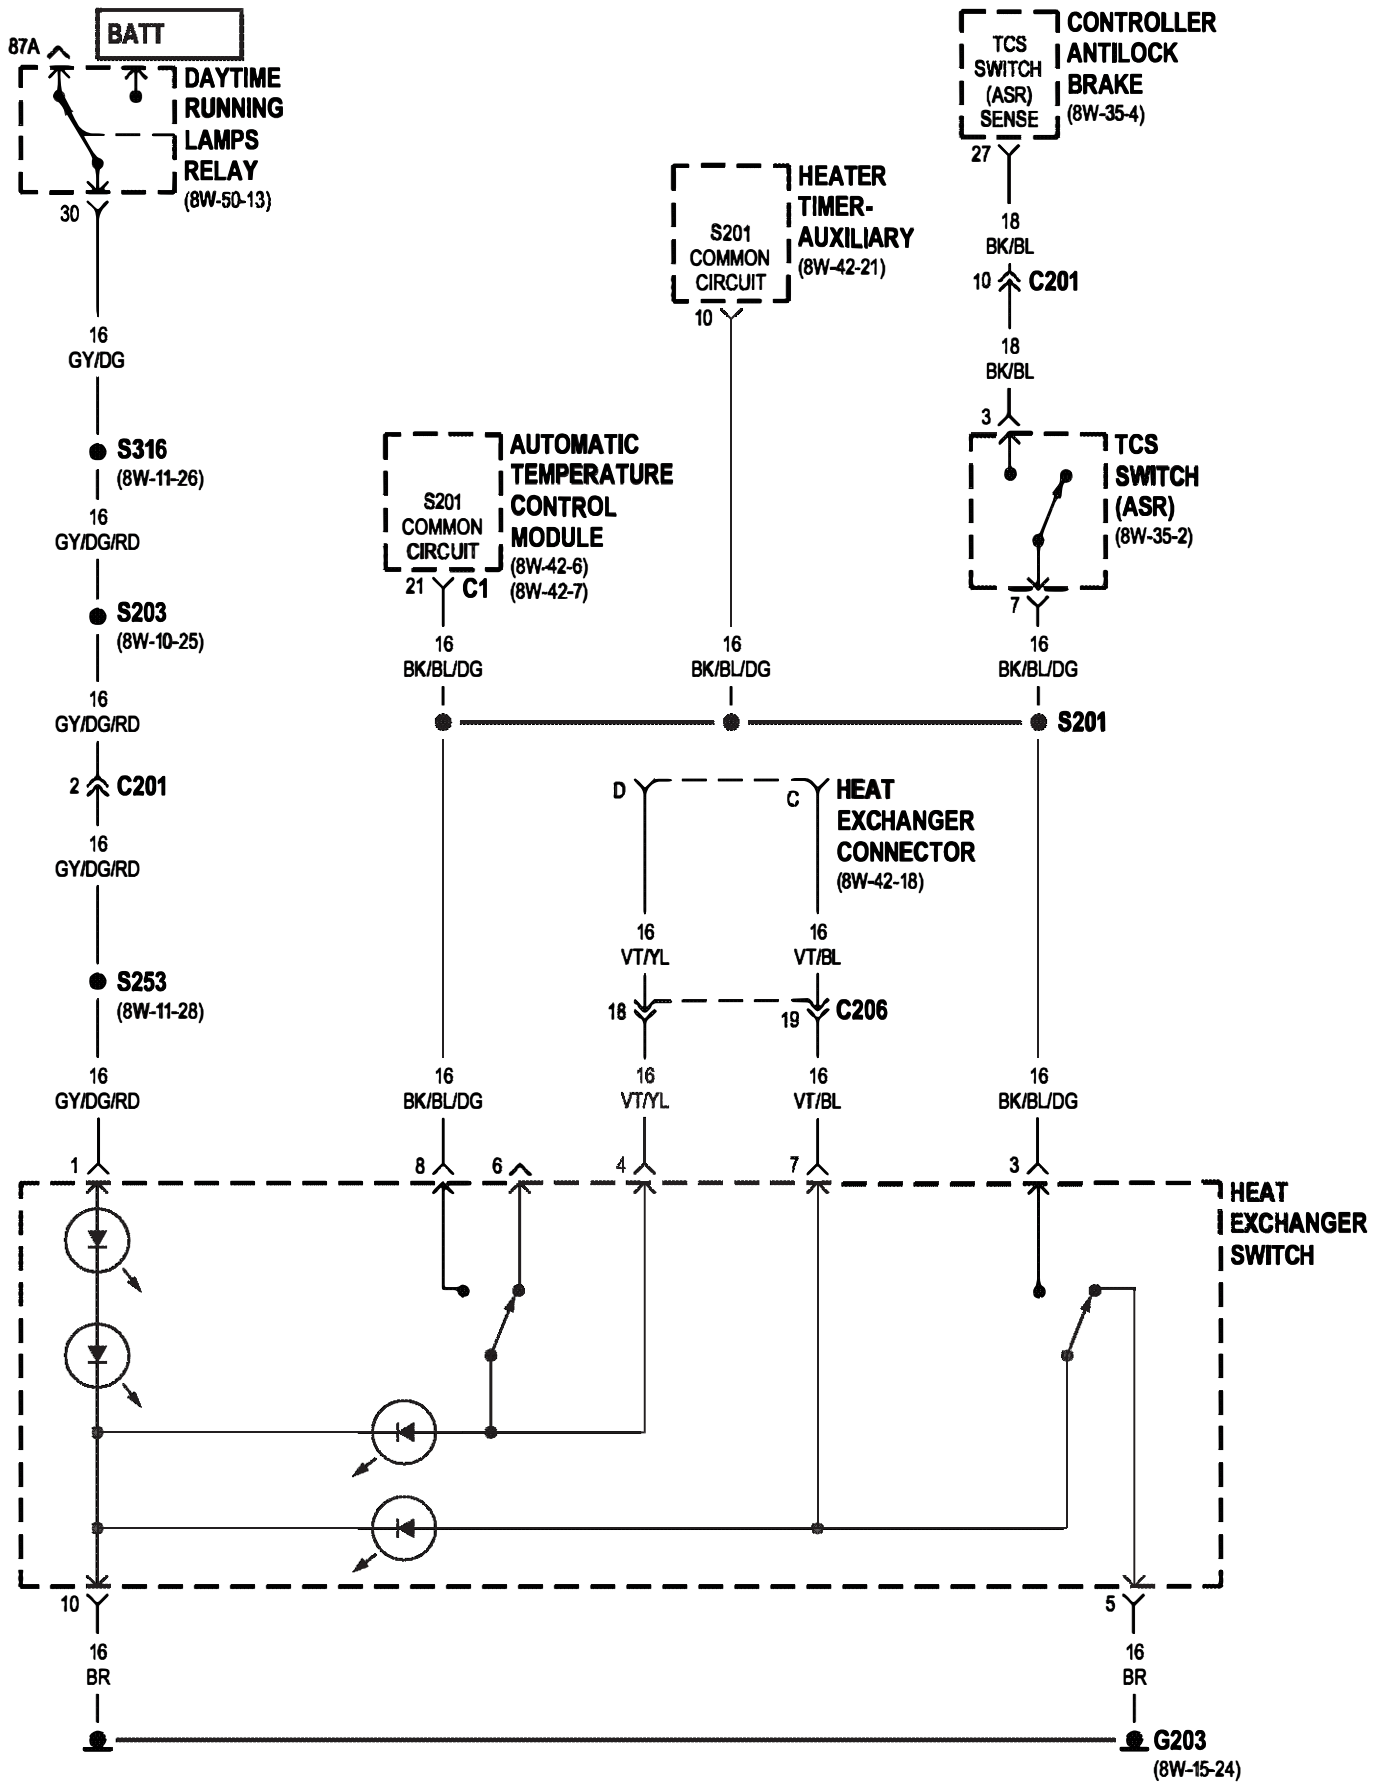 BATT
87A
DAYTIME
RUNNING
LAMPS
RELAY
(8W-50-13)
30
16
GY/DG
S316
(8W-11-26)
16
GY/DG/RD
S203
(8W-10-25)
16
GY/DG/RD
2
C201
16
GY/DG/RD
S253
(8W-11-28)
16
GY/DG/RD
1
S201
COMMON
CIRCUIT
AUTOMATIC
TEMPERATURE
CONTROL
MODULE
(8W-42-6)
(8W-42-7)
21
C1
16
BK/BL/DG
16
BK/BL/DG
8
6
S201
COMMON
CIRCUIT
HEATER
TIMER-
AUXILIARY
(8W-42-21)
10
16
BK/BL/DG
TCS
SWITCH
(ASR)
SENSE
CONTROLLER
ANTILOCK
BRAKE
(8W-35-4)
27
18
BK/BL
10
C201
18
BK/BL
3
TCS
SWITCH
(ASR)
(8W-35-2)
7
16
BK/BL/DG
S201
D
C
HEAT
EXCHANGER
CONNECTOR
(8W-42-18)
16
VT/YL
16
VT/BL
18
19
C206
16
VT/YL
16
VT/BL
4
7
16
BK/BL/DG
3
HEAT
EXCHANGER
SWITCH
10
16
BR
5
16
BR
G203
(8W-15-24)